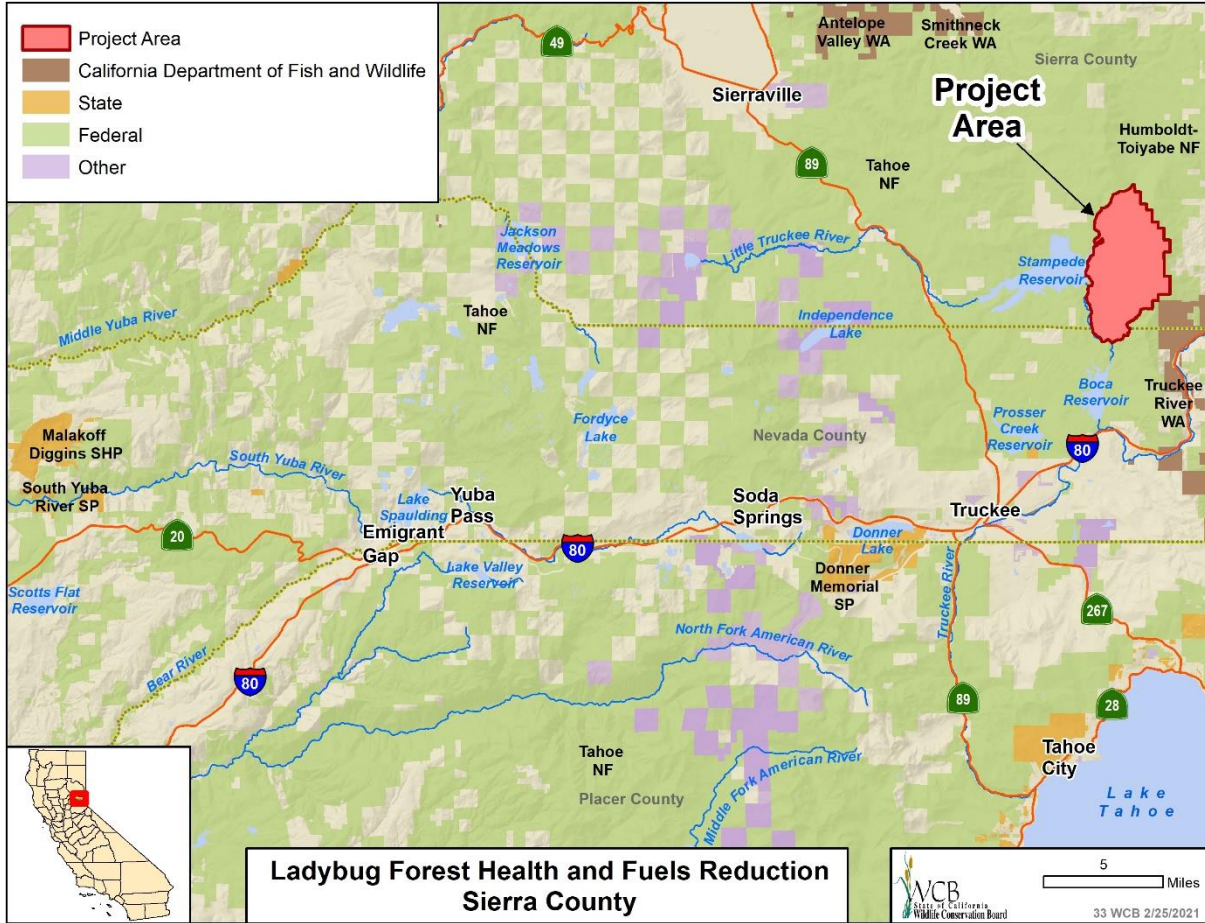 Project Area
California Department of Fish and Wildlife
State
Federal
Other
49
Antelope
Valley WA
Smithneck
Creek WA
Sierra County
Sierraville
Project
Area
Humboldt-
Toiyabe NF
89
Tahoe
NF
Jackson
Meadows
Reservoir
Little Truckee River
Stampede
Reservoir
Middle Yuba River
Tahoe
NF
Independence
Lake
Boca
Reservoir
Truckee
River
WA
Fordyce
Lake
Nevada County
Prosser
Creek
Reservoir
80
Malakoff
Diggins SHP
South Yuba River
South Yuba
River SP
Lake
Spaulding
Yuba
Pass
Soda
Springs
Truckee
20
Emigrant
Gap
80
Donner
Lake
Lake Valley
Reservoir
Donner
Memorial
SP
Scotts Flat
Reservoir
Truckee River
267
North Fork American River
Bear River
80
89
28
Tahoe
NF
Tahoe
City
Placer County
Middle Fork American River
Lake
Tahoe
Ladybug Forest Health and Fuels Reduction
Sierra County
WCB
State of California
Wildlife Conservation Board
5
Miles
33 WCB 2/25/2021